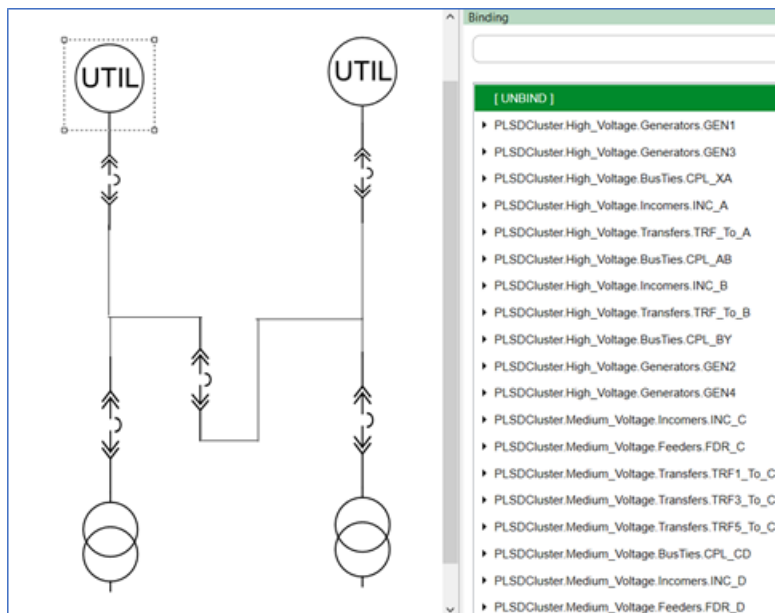 UTIL
UTIL
Binding
[ UNBIND ]
PLSDCluster.High_Voltage.Generators.GEN1
PLSDCluster.High_Voltage.Generators.GEN3
PLSDCluster.High_Voltage.BusTies.CPL_XA
PLSDCluster.High_Voltage.Incomers.INC_A
PLSDCluster.High_Voltage.Transfers.TRF_To_A
PLSDCluster.High_Voltage.BusTies.CPL_AB
PLSDCluster.High_Voltage.Incomers.INC_B
PLSDCluster.High_Voltage.Transfers.TRF_To_B
PLSDCluster.High_Voltage.BusTies.CPL_BY
PLSDCluster.High_Voltage.Generators.GEN2
PLSDCluster.High_Voltage.Generators.GEN4
PLSDCluster.Medium_Voltage.Incomers.INC_C
PLSDCluster.Medium_Voltage.Feeders.FDR_C
PLSDCluster.Medium_Voltage.Transfers.TRF1_To_C
PLSDCluster.Medium_Voltage.Transfers.TRF3_To_C
PLSDCluster.Medium_Voltage.Transfers.TRF5_To_C
PLSDCluster.Medium_Voltage.BusTies.CPL_CD
PLSDCluster.Medium_Voltage.Incomers.INC_D
PLSDCluster.Medium_Voltage.Feeders.FDR_D